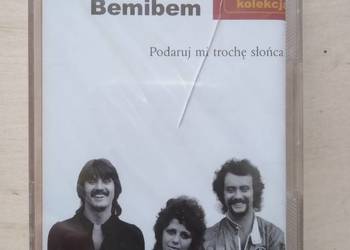 Bemibem
kolekcja
Podaruj mi trochę słońca